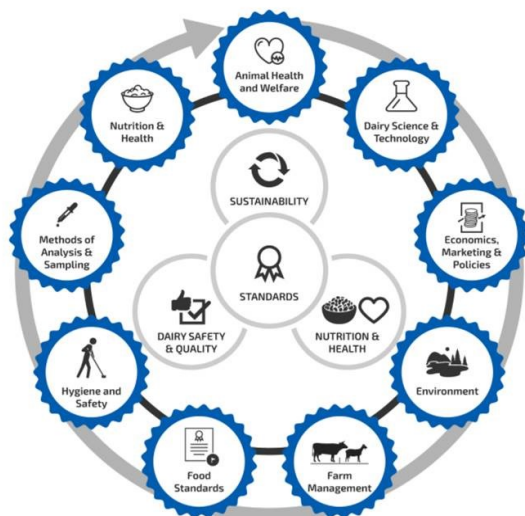 Animal Health
and Welfare
Dairy Science &
Technology
Economics,
Marketing &
Policies
Environment
Farm
Management
Food
Standards
Hygiene and
Safety
Methods of
Analysis &
Sampling
Nutrition &
Health
SUSTAINABILITY
STANDARDS
DAIRY SAFETY
& QUALITY
NUTRITION &
HEALTH